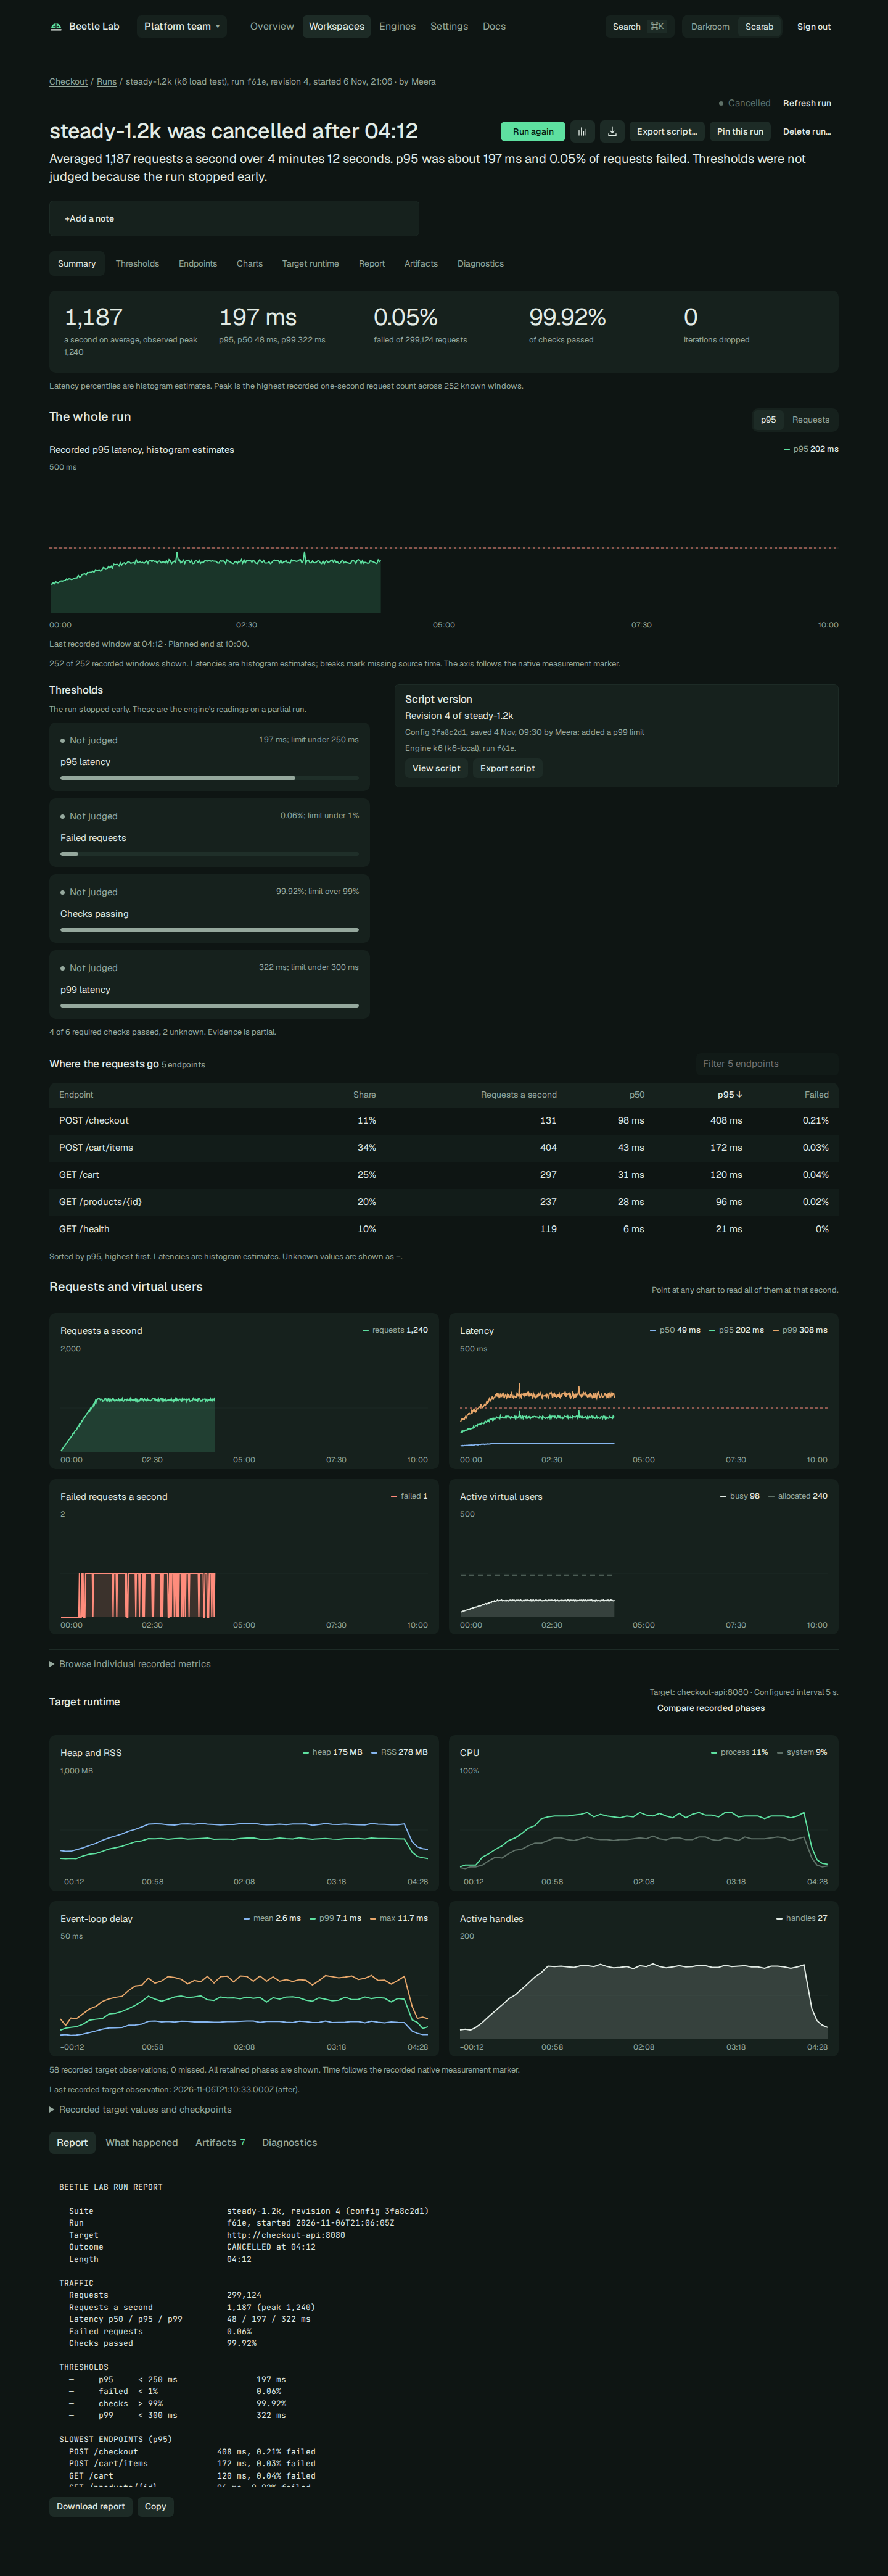 Beetle Lab
Platform team
Overview
Workspaces
Engines
Settings
Docs
Search ⌘K
Darkroom
Scarab
Sign out
Checkout / Runs / steady-1.2k (k6 load test), run f61e, revision 4, started 6 Nov, 21:06 · by Meera
Cancelled
Refresh run
steady-1.2k was cancelled after 04:12
Run again
Export script...
Pin this run
Delete run...
Averaged 1,187 requests a second over 4 minutes 12 seconds. p95 was about 197 ms and 0.05% of requests failed. Thresholds were not
judged because the run stopped early.
+Add a note
Summary
Thresholds
Endpoints
Charts
Target runtime
Report
Artifacts
Diagnostics
1,187
a second on average, observed peak
1,240
197 ms
p95, p50 48 ms, p99 322 ms
0.05%
failed of 299,124 requests
99.92%
of checks passed
0
iterations dropped
Latency percentiles are histogram estimates. Peak is the highest recorded one-second request count across 252 known windows.
The whole run
p95
Requests
Recorded p95 latency, histogram estimates
p95 202 ms
500 ms
00:00
02:30
05:00
07:30
10:00
Last recorded window at 04:12 · Planned end at 10:00.
252 of 252 recorded windows shown. Latencies are histogram estimates; breaks mark missing source time. The axis follows the native measurement marker.
Thresholds
The run stopped early. These are the engine's readings on a partial run.
Not judged
197 ms; limit under 250 ms
p95 latency
Not judged
0.06%; limit under 1%
Failed requests
Not judged
99.92%; limit over 99%
Checks passing
Not judged
322 ms; limit under 300 ms
p99 latency
4 of 6 required checks passed, 2 unknown. Evidence is partial.
Script version
Revision 4 of steady-1.2k
Config 3fa8c2d1, saved 4 Nov, 09:30 by Meera: added a p99 limit
Engine k6 (k6-local), run f61e.
View script
Export script
Where the requests go 5 endpoints
Filter 5 endpoints
Endpoint Share Requests a second p50 p95 ↓ Failed
POST /checkout 11% 131 98 ms 408 ms 0.21%
POST /cart/items 34% 404 43 ms 172 ms 0.03%
GET /cart 25% 297 31 ms 120 ms 0.04%
GET /products/{id} 20% 237 28 ms 96 ms 0.02%
GET /health 10% 119 6 ms 21 ms 0%
Sorted by p95, highest first. Latencies are histogram estimates. Unknown values are shown as –.
Requests and virtual users
Point at any chart to read all of them at that second.
Requests a second
requests 1,240
2,000
00:00 02:30 05:00 07:30 10:00
Latency
p50 49 ms p95 202 ms p99 308 ms
500 ms
00:00 02:30 05:00 07:30 10:00
Failed requests a second
failed 1
2
00:00 02:30 05:00 07:30 10:00
Active virtual users
busy 98 allocated 240
500
00:00 02:30 05:00 07:30 10:00
Browse individual recorded metrics
Target runtime
Target: checkout-api:8080 · Configured interval 5 s.
Compare recorded phases
Heap and RSS
heap 175 MB RSS 278 MB
1,000 MB
−00:12 00:58 02:08 03:18 04:28
CPU
process 11% system 9%
100%
−00:12 00:58 02:08 03:18 04:28
Event-loop delay
mean 2.6 ms p99 7.1 ms max 11.7 ms
50 ms
−00:12 00:58 02:08 03:18 04:28
Active handles
handles 27
200
−00:12 00:58 02:08 03:18 04:28
58 recorded target observations; 0 missed. All retained phases are shown. Time follows the recorded native measurement marker.
Last recorded target observation: 2026-11-06T21:10:33.000Z (after).
Recorded target values and checkpoints
Report
What happened
Artifacts 7
Diagnostics
BEETLE LAB RUN REPORT
Suite steady-1.2k, revision 4 (config 3fa8c2d1)
Run f61e, started 2026-11-06T21:06:05Z
Target http://checkout-api:8080
Outcome CANCELLED at 04:12
Length 04:12
TRAFFIC
Requests 299,124
Requests a second 1,187 (peak 1,240)
Latency p50 / p95 / p99 48 / 197 / 322 ms
Failed requests 0.06%
Checks passed 99.92%
THRESHOLDS
– p95 < 250 ms 197 ms
– failed < 1% 0.06%
– checks > 99% 99.92%
– p99 < 300 ms 322 ms
SLOWEST ENDPOINTS (p95)
POST /checkout 408 ms, 0.21% failed
POST /cart/items 172 ms, 0.03% failed
GET /cart 120 ms, 0.04% failed
GET /products/{id} 96 ms, 0.02% failed
Download report
Copy